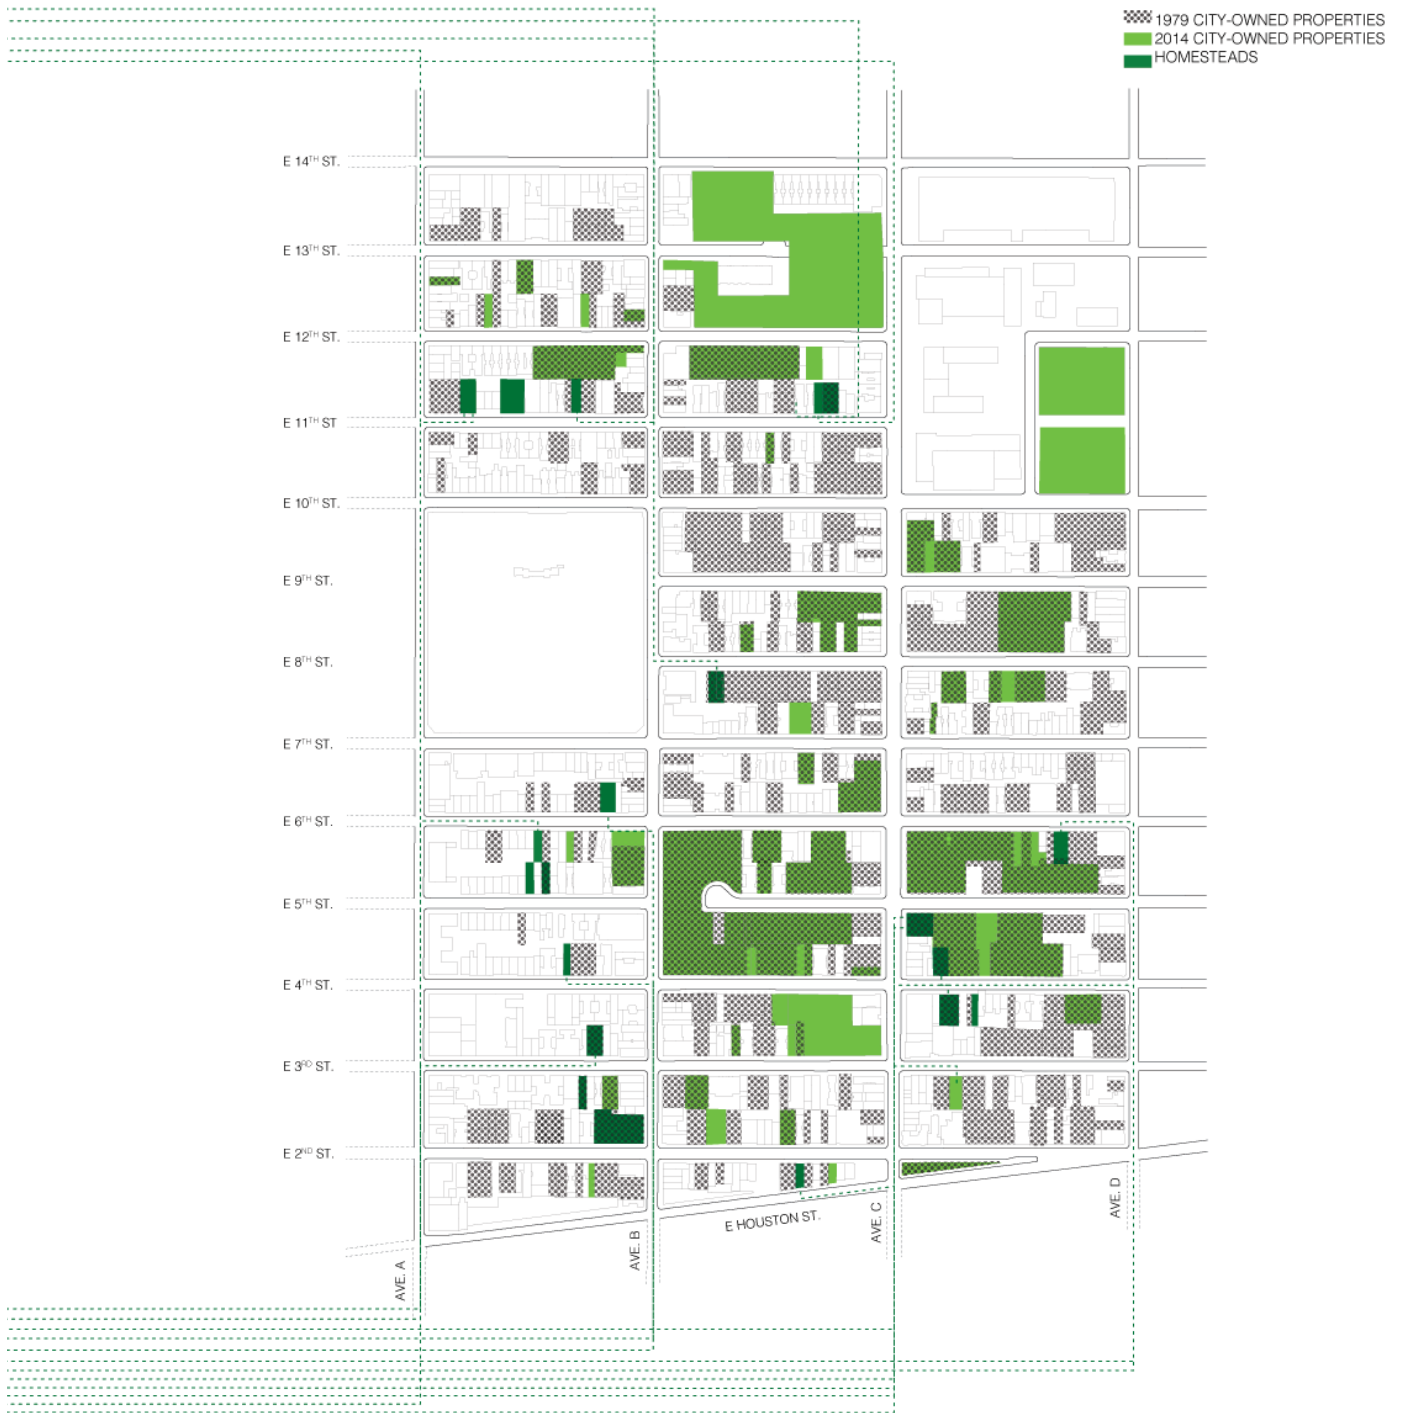 1979 CITY-OWNED PROPERTIES
2014 CITY-OWNED PROPERTIES
HOMESTEADS
E 14TH ST.
E 13TH ST.
E 12TH ST.
E 11TH ST
E 10TH ST.
E 9TH ST.
E 8TH ST.
E 7TH ST.
E 6TH ST.
E 5TH ST.
E 4TH ST.
E 3RD ST.
E 2ND ST.
E HOUSTON ST.
AVE. A
AVE. B
AVE. C
AVE. D